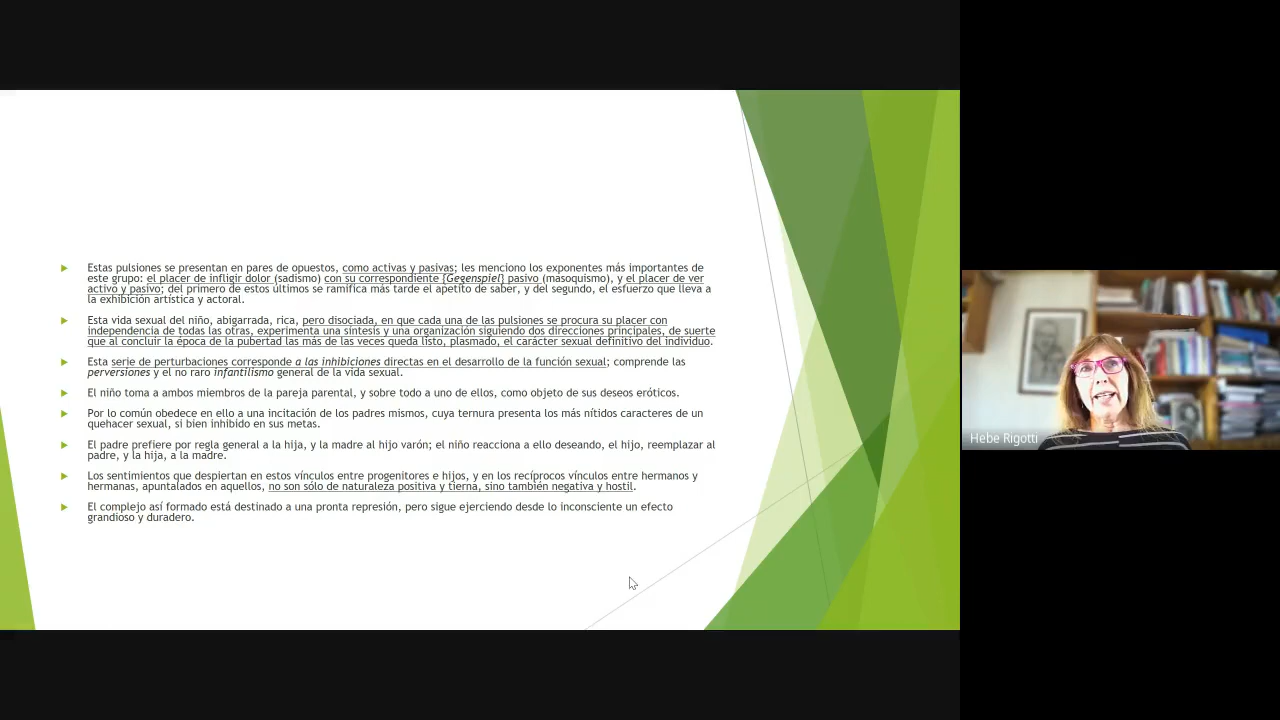 Estas pulsiones se presentan en pares de opuestos, como activas y pasivas; les menciono los exponentes más importantes de
este grupo: el placer de infligir dolor (sadismo) con su correspondiente {Gegenspiel} pasivo (masoquismo), y el placer de ver
activo y pasivo; del primero de estos últimos se ramifica más tarde el apetito de saber, y del segundo, el esfuerzo que lleva a
la exhibición artística y actoral.
Esta vida sexual del niño, abigarrada, rica, pero disociada, en que cada una de las pulsiones se procura su placer con
independencia de todas las otras, experimenta una síntesis y una organización siguiendo dos direcciones principales, de suerte
que al concluir la época de la pubertad las más de las veces queda listo, plasmado, el carácter sexual definitivo del individuo.
Esta serie de perturbaciones corresponde a las inhibiciones directas en el desarrollo de la función sexual; comprende las
perversiones y el no raro infantilismo general de la vida sexual.
El niño toma a ambos miembros de la pareja parental, y sobre todo a uno de ellos, como objeto de sus deseos eróticos.
Por lo común obedece en ello a una incitación de los padres mismos, cuya ternura presenta los más nítidos caracteres de un
quehacer sexual, si bien inhibido en sus metas.
El padre prefiere por regla general a la hija, y la madre al hijo varón; el niño reacciona a ello deseando, el hijo, reemplazar al
padre, y la hija, a la madre.
Los sentimientos que despiertan en estos vínculos entre progenitores e hijos, y en los recíprocos vínculos entre hermanos y
hermanas, apuntalados en aquellos, no son sólo de naturaleza positiva y tierna, sino también negativa y hostil.
El complejo así formado está destinado a una pronta represión, pero sigue ejerciendo desde lo inconsciente un efecto
grandioso y duradero.
Hebe Rigotti